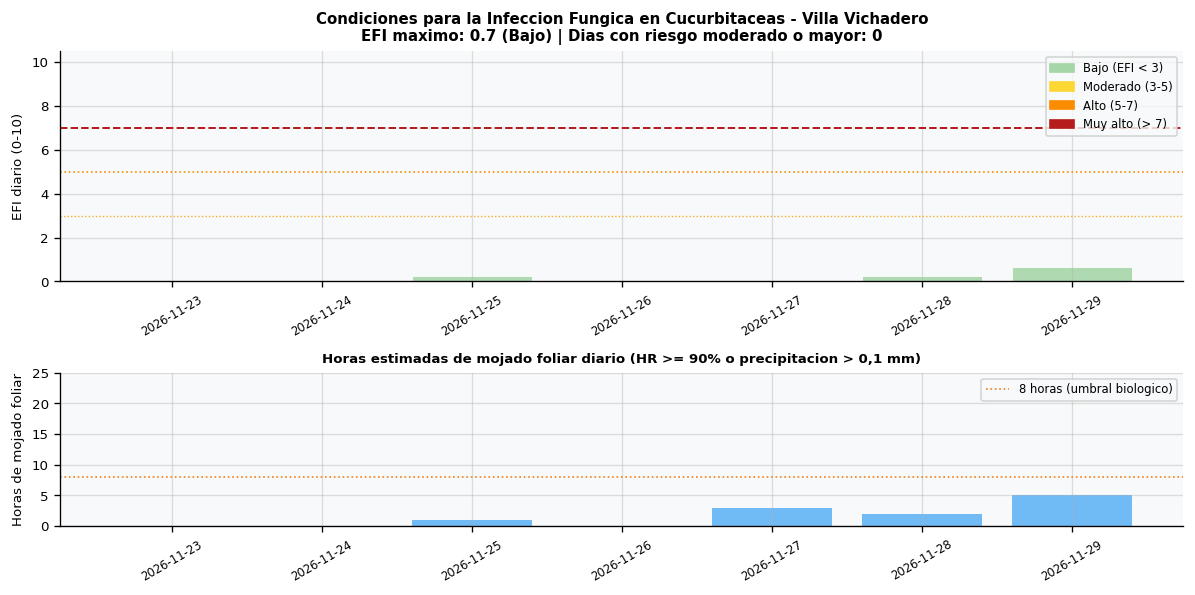 Condiciones para la Infeccion Fungica en Cucurbitaceas - Villa Vichadero
EFI maximo: 0.7 (Bajo) | Dias con riesgo moderado o mayor: 0
EFI diario (0-10)
10
8
6
4
2
0
Bajo (EFI < 3)
Moderado (3-5)
Alto (5-7)
Muy alto (> 7)
2026-11-23
2026-11-24
2026-11-25
2026-11-26
2026-11-27
2026-11-28
2026-11-29
Horas estimadas de mojado foliar diario (HR >= 90% o precipitacion > 0,1 mm)
Horas de mojado foliar
25
20
15
10
5
0
8 horas (umbral biologico)
2026-11-23
2026-11-24
2026-11-25
2026-11-26
2026-11-27
2026-11-28
2026-11-29